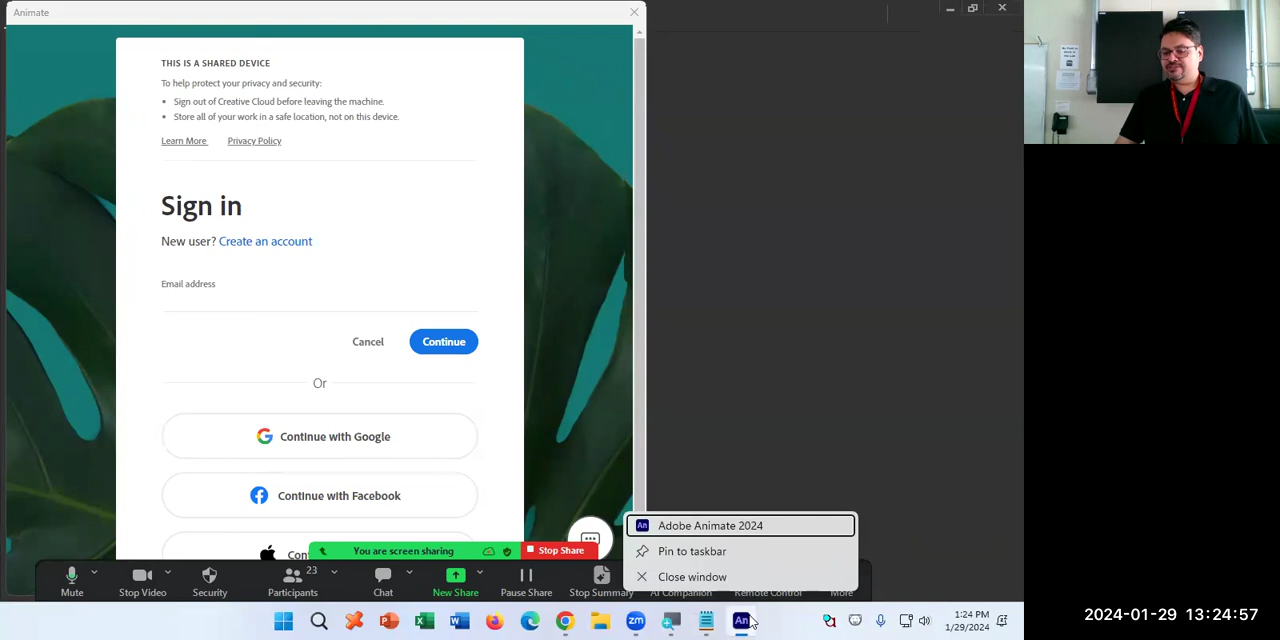 Animate
THIS IS A SHARED DEVICE
To help protect your privacy and security:
• Sign out of Creative Cloud before leaving the machine.
• Store all of your work in a safe location, not on this device.
Learn More Privacy Policy
Sign in
New user? Create an account
Email address
Cancel Continue
Or
Continue with Google
Continue with Facebook
An Adobe Animate 2024
Pin to taskbar
Close window
You are screen sharing Stop Share
23
Mute Stop Video Security Participants Chat New Share Pause Share Stop Summary AI Companion Remote Control More
zm An
1:24 PM
1/29/2024
2024-01-29 13:24:57